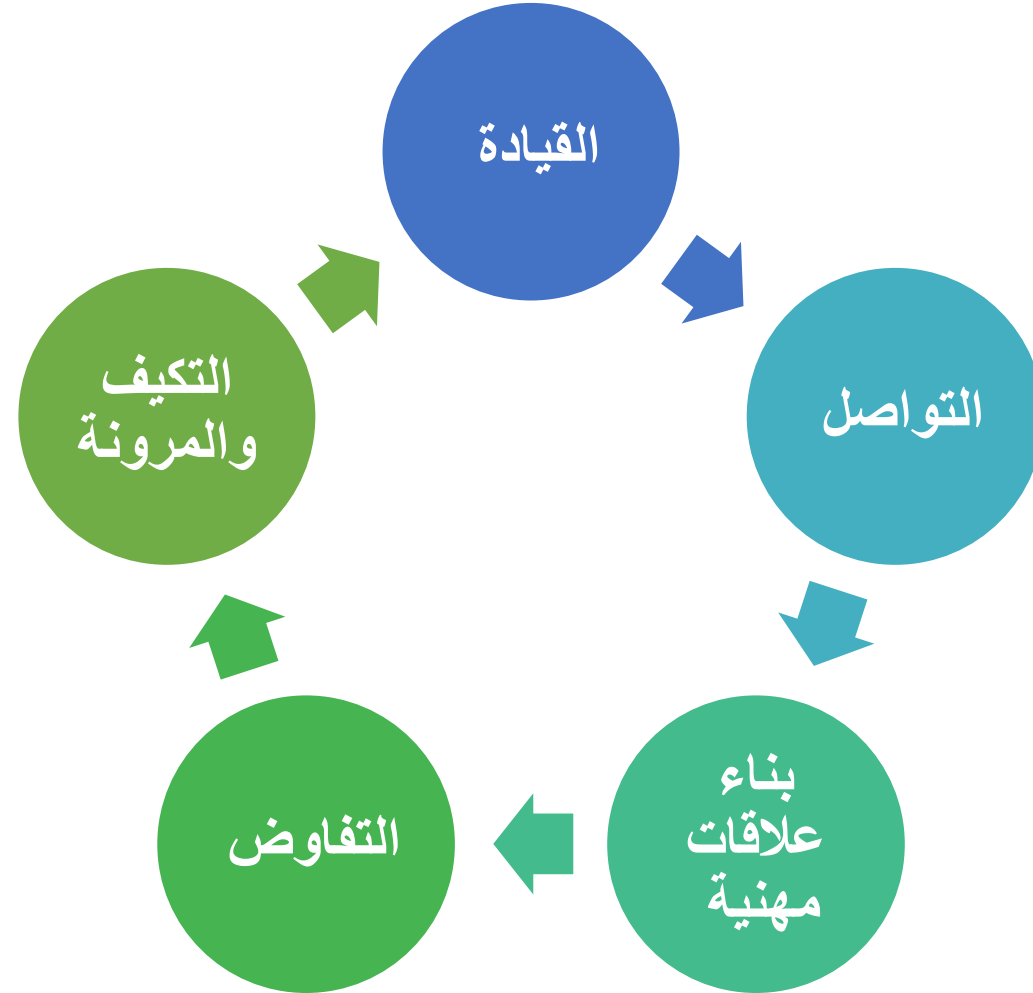 القيادة
التواصل
بناء
علاقات
مهنية
التفاوض
التكيف
والمرونة